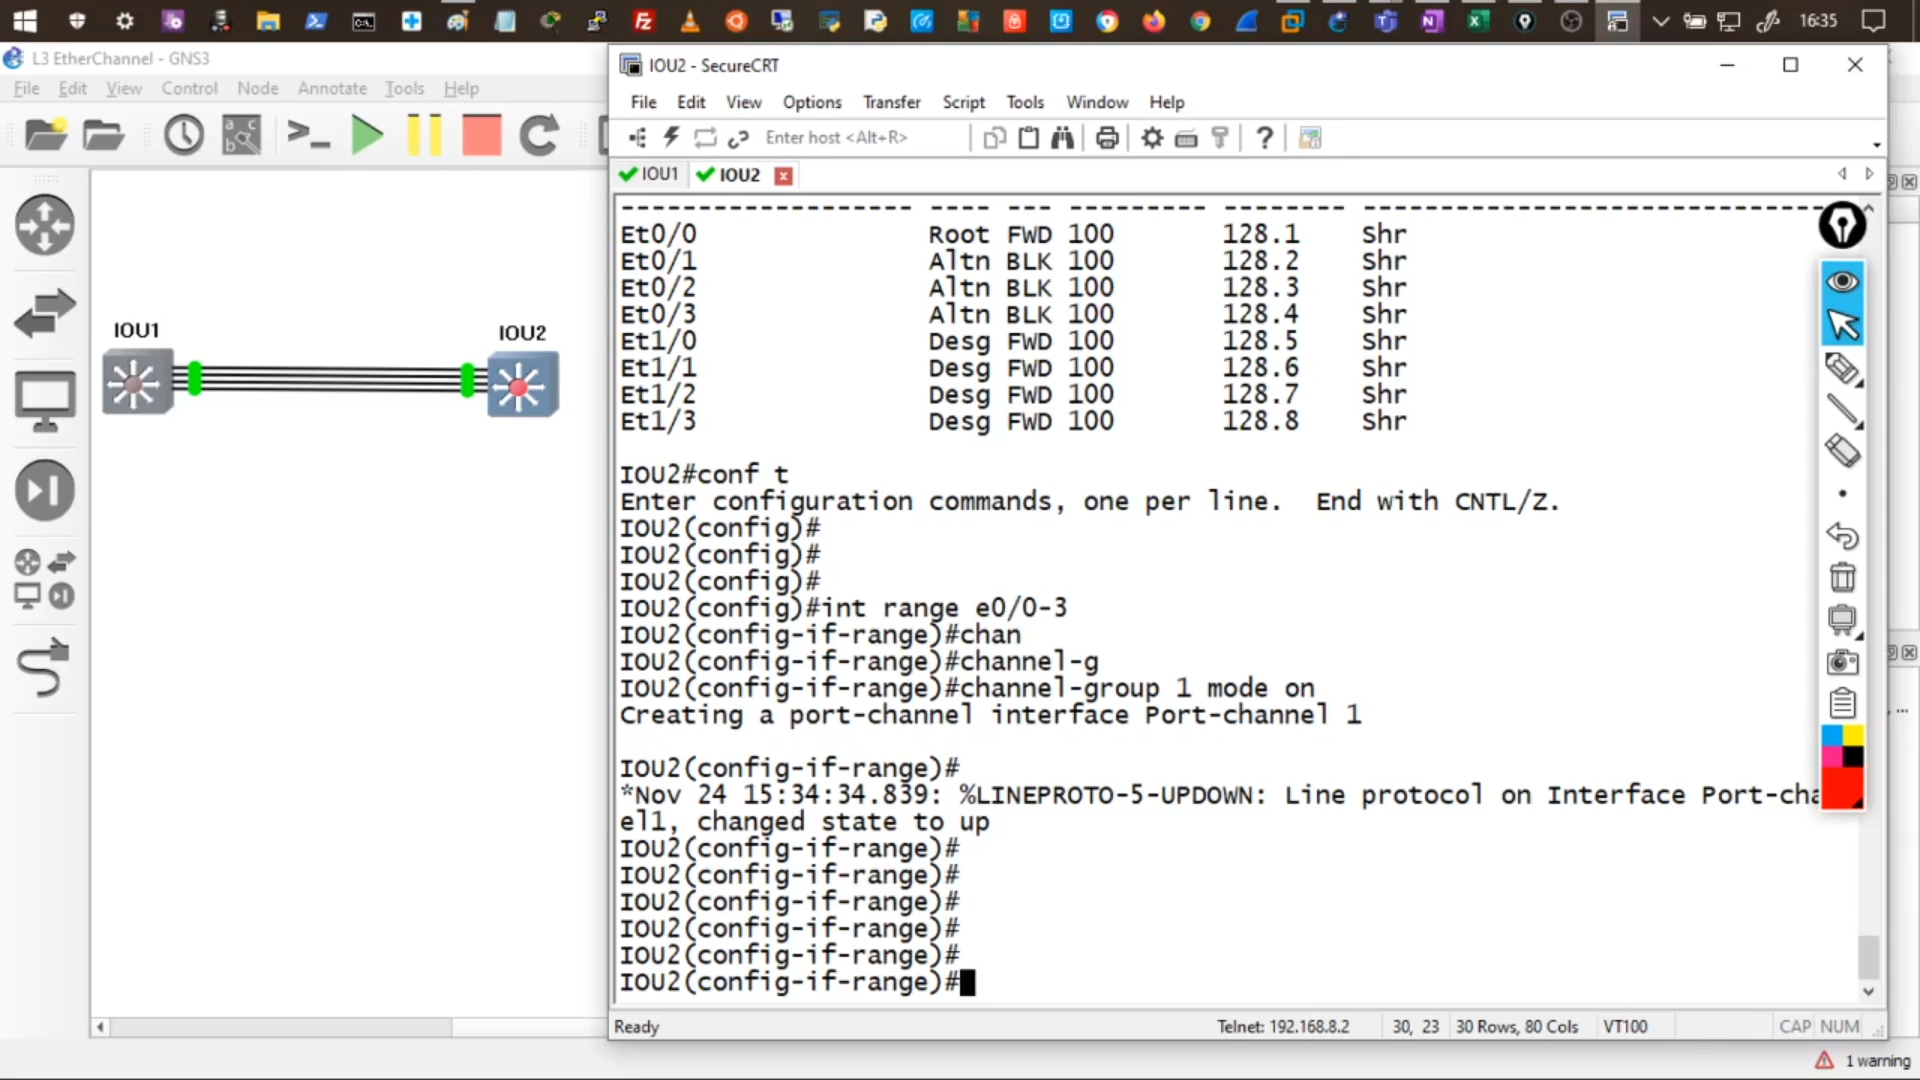 16:35
L3 EtherChannel - GNS3
File Edit View Control Node Annotate Tools Help
IOU1
IOU2
IOU2 - SecureCRT
File Edit View Options Transfer Script Tools Window Help
Enter host <Alt+R>
IOU1 IOU2
------------------- ---- --- --------- -------- --------------------------------
Et0/0 Root FWD 100 128.1 Shr
Et0/1 Altn BLK 100 128.2 Shr
Et0/2 Altn BLK 100 128.3 Shr
Et0/3 Altn BLK 100 128.4 Shr
Et1/0 Desg FWD 100 128.5 Shr
Et1/1 Desg FWD 100 128.6 Shr
Et1/2 Desg FWD 100 128.7 Shr
Et1/3 Desg FWD 100 128.8 Shr
IOU2#conf t
Enter configuration commands, one per line. End with CNTL/Z.
IOU2(config)#
IOU2(config)#
IOU2(config)#
IOU2(config)#int range e0/0-3
IOU2(config-if-range)#chan
IOU2(config-if-range)#channel-g
IOU2(config-if-range)#channel-group 1 mode on
Creating a port-channel interface Port-channel 1
IOU2(config-if-range)#
*Nov 24 15:34:34.839: %LINEPROTO-5-UPDOWN: Line protocol on Interface Port-cha
el1, changed state to up
IOU2(config-if-range)#
IOU2(config-if-range)#
IOU2(config-if-range)#
IOU2(config-if-range)#
IOU2(config-if-range)#
IOU2(config-if-range)#
Ready Telnet: 192.168.8.2 30, 23 30 Rows, 80 Cols VT100 CAP NUM
1 warning